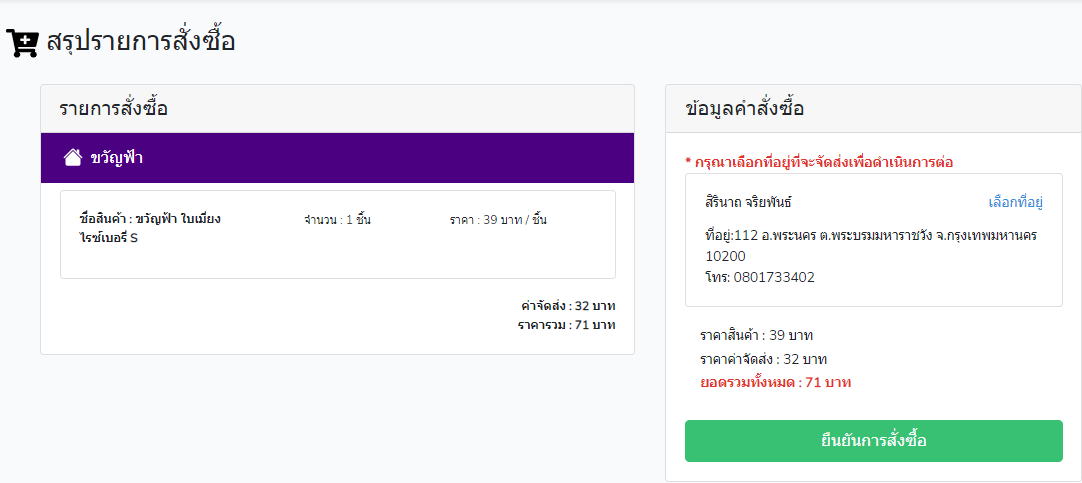 สรุปรายการสั่งซื้อ
รายการสั่งซื้อ
ขวัญฟ้า
ชื่อสินค้า : ขวัญฟ้า ใบเมี่ยง
ไรซ์เบอรี่ S
จำนวน : 1 ชิ้น
ราคา : 39 บาท / ชิ้น
ค่าจัดส่ง : 32 บาท
ราคารวม : 71 บาท
ข้อมูลคำสั่งซื้อ
* กรุณาเลือกที่อยู่ที่จะจัดส่งเพื่อดำเนินการต่อ
สิรินาถ จริยพันธ์
เลือกที่อยู่
ที่อยู่:112 อ.พระนคร ต.พระบรมมหาราชวัง จ.กรุงเทพมหานคร
10200
โทร: 0801733402
ราคาสินค้า : 39 บาท
ราคาค่าจัดส่ง : 32 บาท
ยอดรวมทั้งหมด : 71 บาท
ยืนยันการสั่งซื้อ